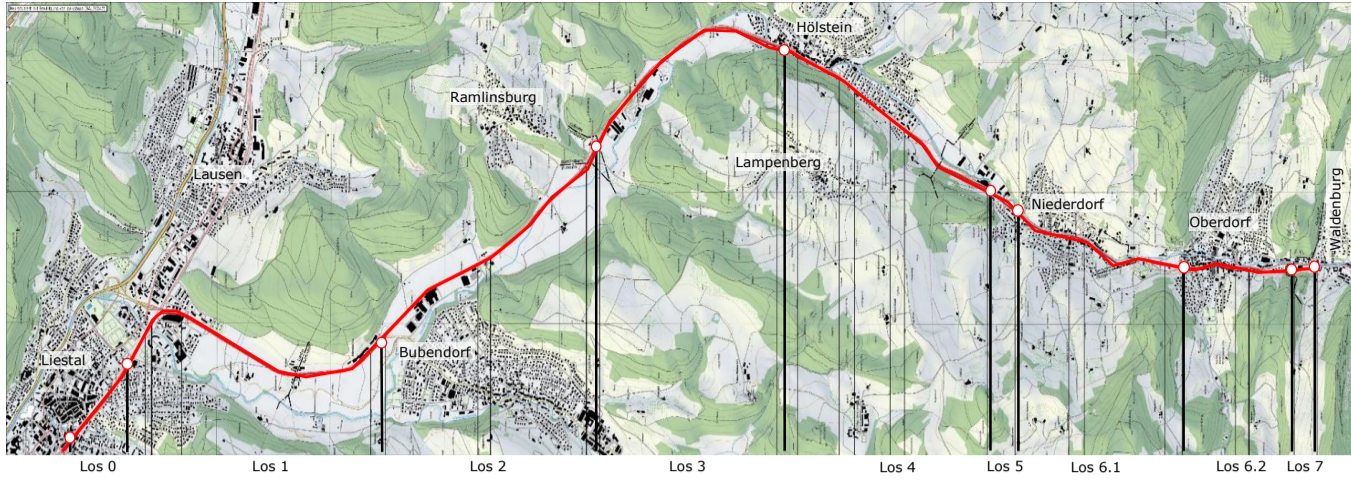 Hölstein
Ramlinsburg
Lausen
Lampenberg
Waldenburg
Niederdorf
Oberdorf
Liestal
Bubendorf
Los 0
Los 1
Los 2
Los 3
Los 4
Los 5
Los 6.1
Los 6.2
Los 7